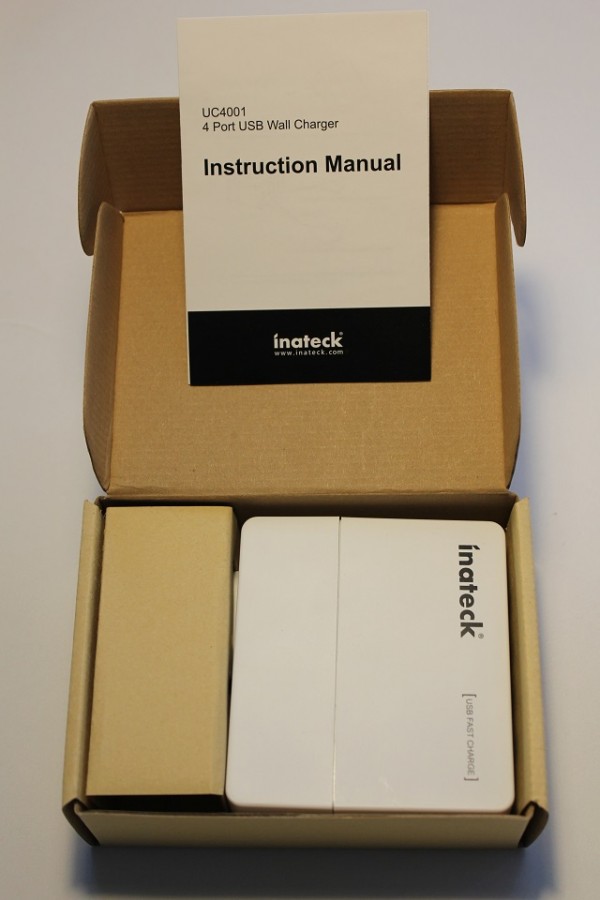 UC4001
4 Port USB Wall Charger
Instruction Manual
inateck®
www.inateck.com
inateck®
[USB FAST CHARGE]